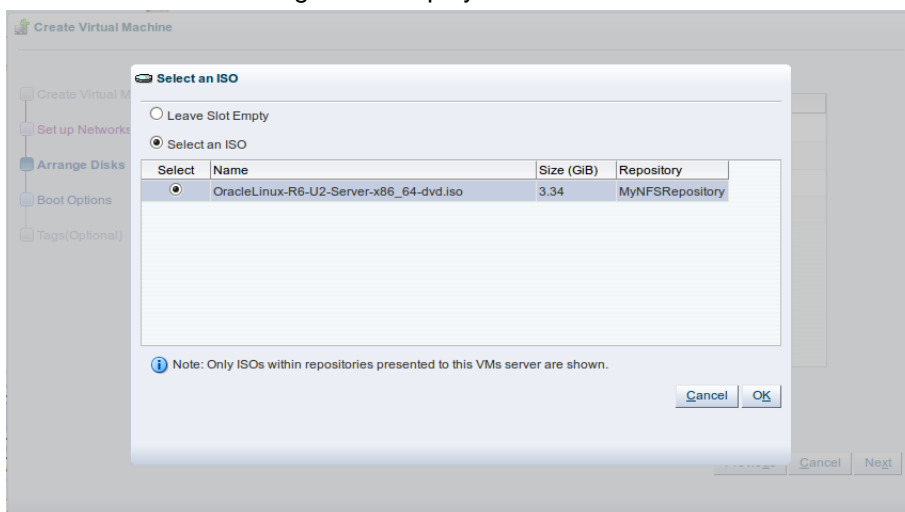 Create Virtual Machine
Select an ISO
Create Virtual M
Leave Slot Empty
Set up Networks
Select an ISO
Arrange Disks
Select Name Size (GiB) Repository
OracleLinux-R6-U2-Server-x86_64-dvd.iso 3.34 MyNFSRepository
Boot Options
Tags(Optional)
Note: Only ISOs within repositories presented to this VMs server are shown.
Cancel OK
Cancel Next